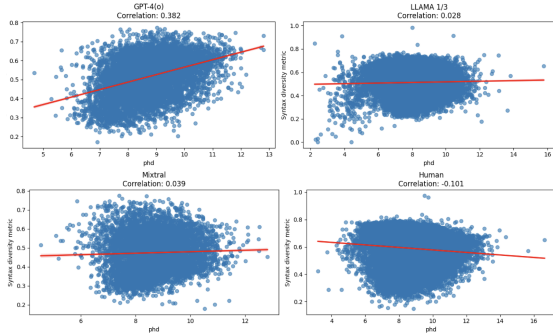 GPT-4(o)
Correlation: 0.382
0.8
0.7
0.6
0.5
0.4
0.3
0.2
5 6 7 8 9 10 11 12 13
phd
LLAMA 1/3
Correlation: 0.028
Syntax diversity metric
1.0
0.8
0.6
0.4
0.2
0.0
2 4 6 8 10 12 14 16
phd
Mixtral
Correlation: 0.039
Syntax diversity metric
0.8
0.7
0.6
0.5
0.4
0.3
0.2
6 8 10 12
phd
Human
Correlation: -0.101
Syntax diversity metric
1.0
0.8
0.6
0.4
0.2
4 6 8 10 12 14 16
phd